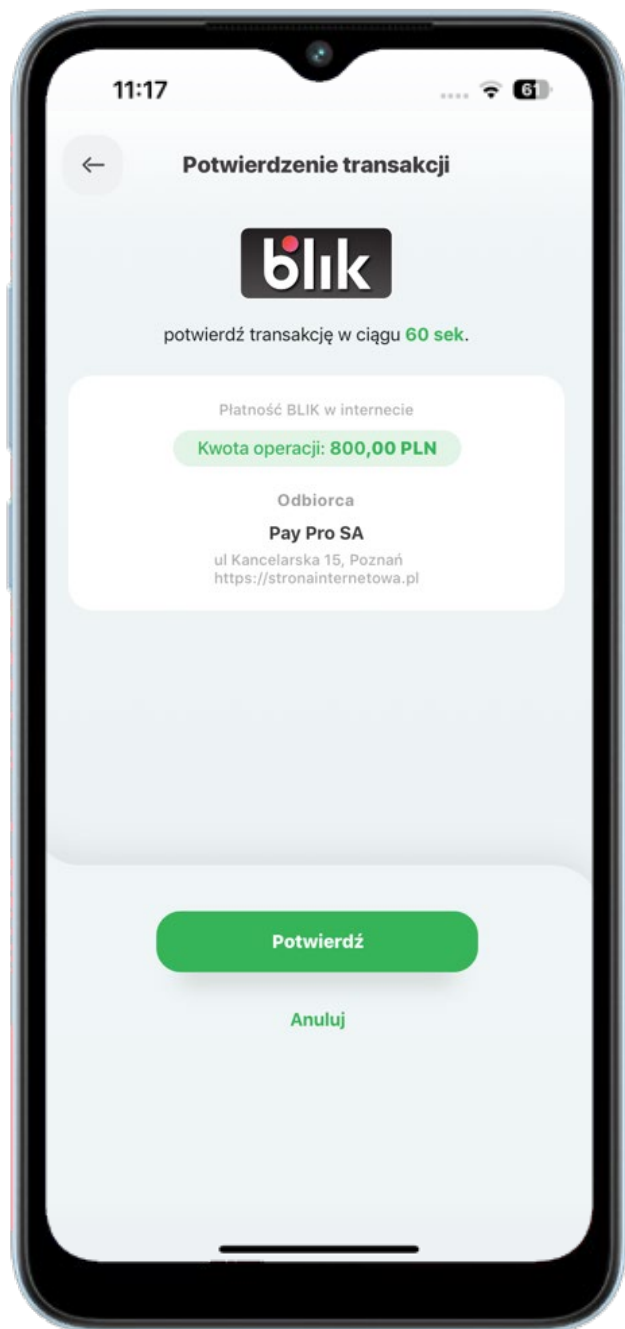 11:17
61
Potwierdzenie transakcji
blik
potwierdź transakcję w ciągu 60 sek.
Płatność BLIK w internecie
Kwota operacji: 800,00 PLN
Odbiorca
Pay Pro SA
ul Kancelarska 15, Poznań
https://stronainternetowa.pl
Potwierdź
Anuluj